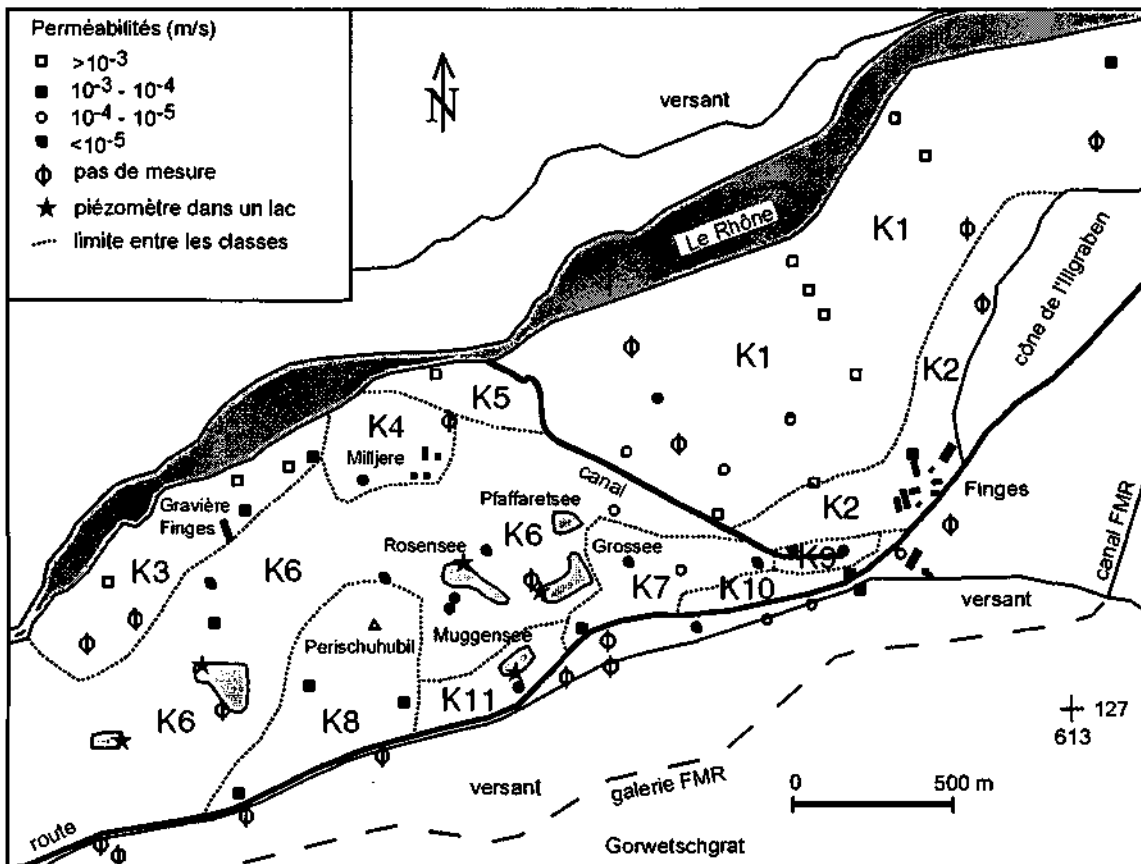 Perméabilités (m/s)
>10-3
10-3 - 10-4
10-4 - 10-5
<10-5
pas de mesure
piézomètre dans un lac
limite entre les classes
N
versant
Le Rhône
K1
cône de l'Illgraben
K1
K2
K5
K4
Milljere
canal
Pfaffaretsee
Finges
K2
Gravière
Finges
K6
Rosensee
Grossee
K9
canal FMR
K3
K6
K7
K10
versant
Perischuhubil
Muggensee
K11
K6
K8
127
613
versant
galerie FMR
0
500 m
route
Gorwetschgrat